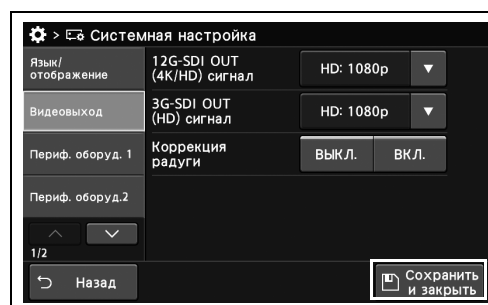 > Системная настройка
Язык/
отображение
12G-SDI OUT
(4K/HD) сигнал
HD: 1080p
Видеовыход
3G-SDI OUT
(HD) сигнал
HD: 1080p
Периф. оборуд. 1
Коррекция
радуги
ВЫКЛ.
ВКЛ.
Периф. оборуд.2
1/2
Назад
Сохранить
и закрыть